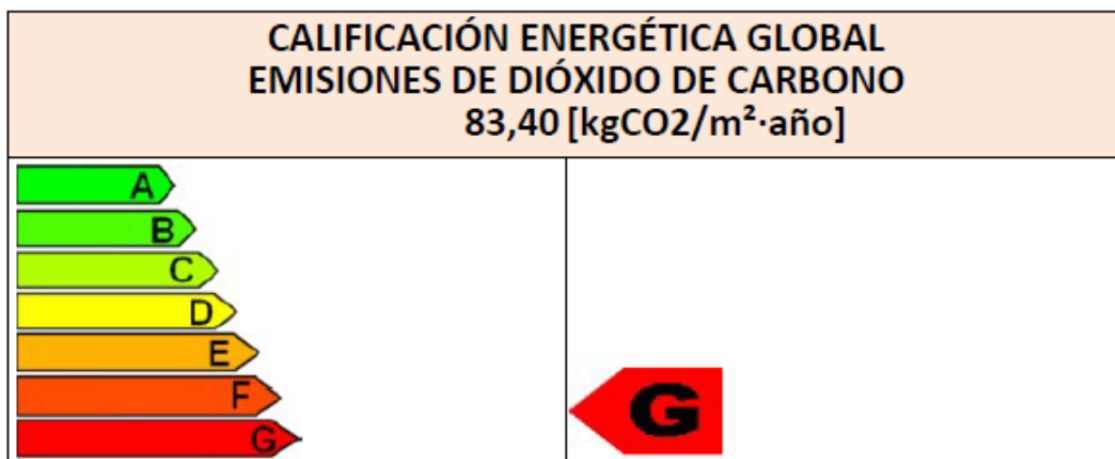 CALIFICACIÓN ENERGÉTICA GLOBAL
EMISIONES DE DIÓXIDO DE CARBONO
83,40 [kgCO2/m²·año]
A
B
C
D
E
F
G
G